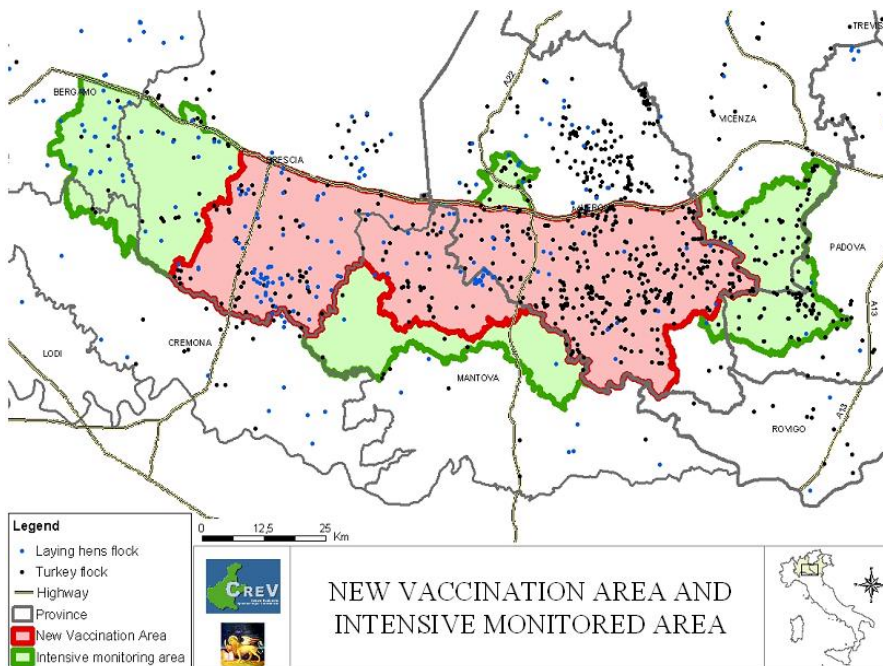 TREVIS
A22
BERGAMO
VICENZA
BRESCIA
PADOVA
A13
CREMONA
LODI
MANTOVA
A13
ROVIGO
Legend
Laying hens flock
Turkey flock
Highway
Province
New Vaccination Area
Intensive monitoring area
0 12,5 25
Km
CREV
NEW VACCINATION AREA AND
INTENSIVE MONITORED AREA